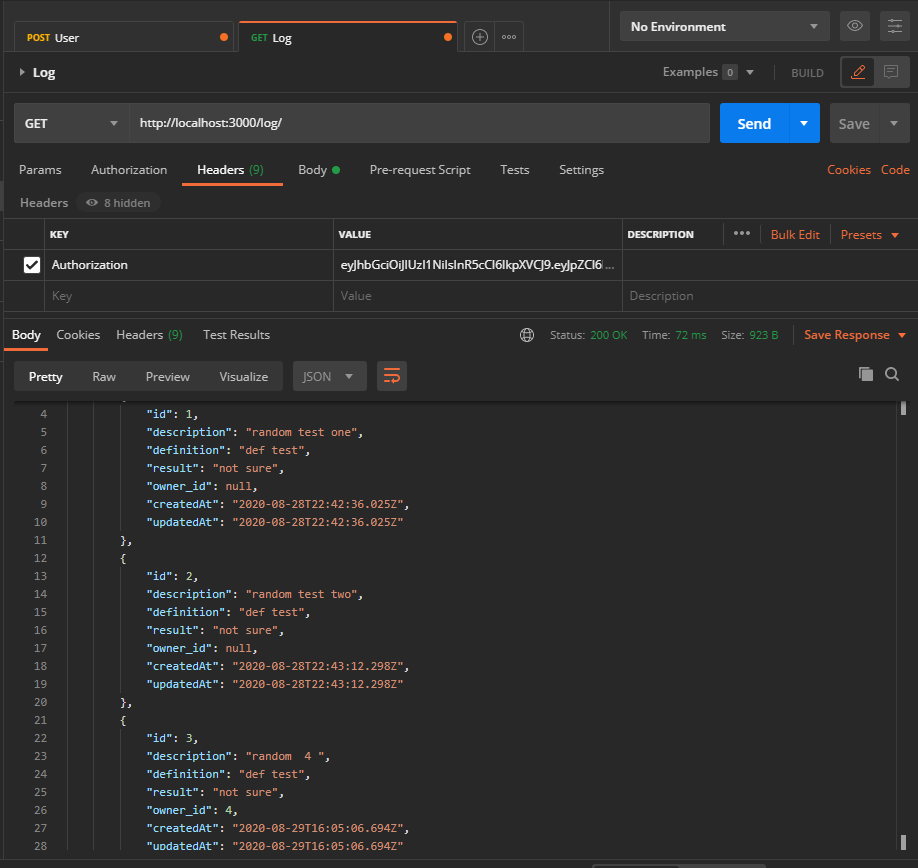 POST User
GET Log
No Environment
Log
Examples 0
BUILD
GET
http://localhost:3000/log/
Send
Save
Params Authorization Headers (9) Body Pre-request Script Tests Settings
Cookies Code
Headers 8 hidden
KEY VALUE DESCRIPTION ••• Bulk Edit Presets
Authorization eyJhbGciOiJIUzI1NiIsInR5cCI6IkpXVCJ9.eyJpZCI6...
Key Value Description
Body Cookies Headers (9) Test Results
Status: 200 OK Time: 72 ms Size: 923 B
Save Response
Pretty Raw Preview Visualize JSON
4 "id": 1,
5 "description": "random test one",
6 "definition": "def test",
7 "result": "not sure",
8 "owner_id": null,
9 "createdAt": "2020-08-28T22:42:36.025Z",
10 "updatedAt": "2020-08-28T22:42:36.025Z"
11 },
12 {
13 "id": 2,
14 "description": "random test two",
15 "definition": "def test",
16 "result": "not sure",
17 "owner_id": null,
18 "createdAt": "2020-08-28T22:43:12.298Z",
19 "updatedAt": "2020-08-28T22:43:12.298Z"
20 },
21 {
22 "id": 3,
23 "description": "random  4 ",
24 "definition": "def test",
25 "result": "not sure",
26 "owner_id": 4,
27 "createdAt": "2020-08-29T16:05:06.694Z",
28 "updatedAt": "2020-08-29T16:05:06.694Z"